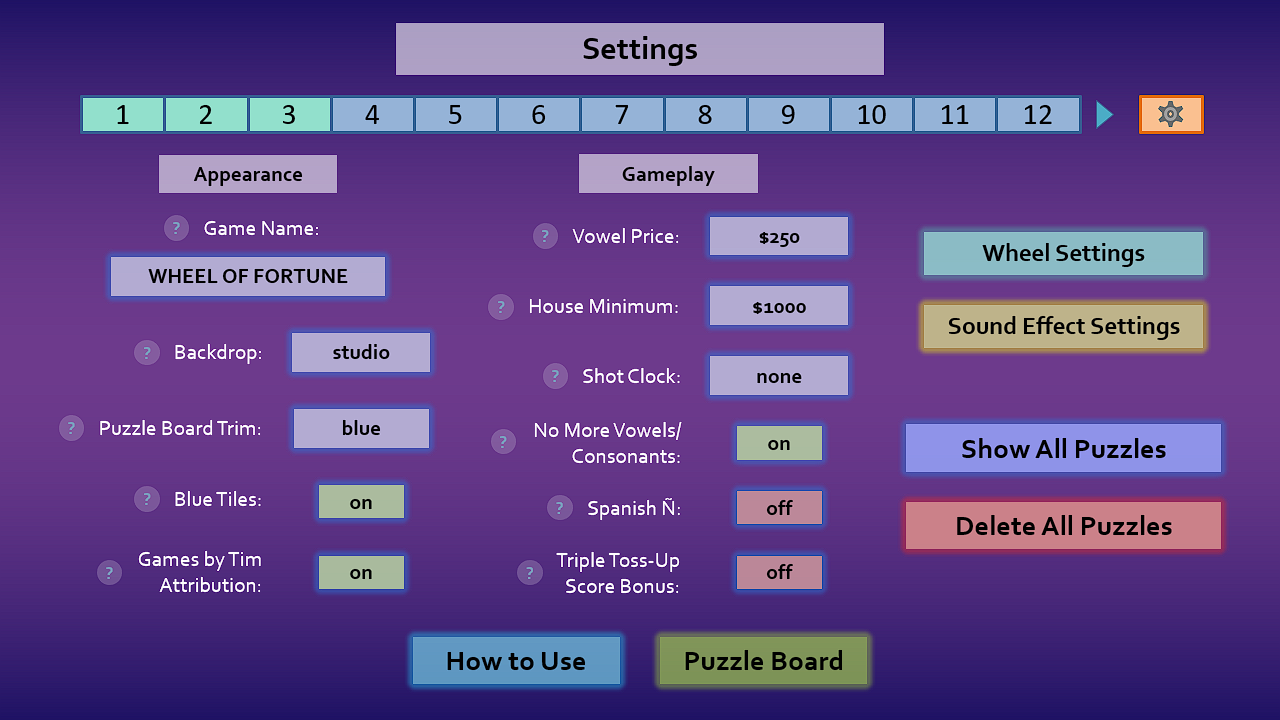 Settings
1 2 3 4 5 6 7 8 9 10 11 12
Appearance
? Game Name:
WHEEL OF FORTUNE
? Backdrop: studio
? Puzzle Board Trim: blue
? Blue Tiles: on
? Games by Tim
Attribution: on
Gameplay
? Vowel Price: $250
? House Minimum: $1000
? Shot Clock: none
? No More Vowels/
Consonants: on
? Spanish Ñ: off
? Triple Toss-Up
Score Bonus: off
Wheel Settings
Sound Effect Settings
Show All Puzzles
Delete All Puzzles
How to Use
Puzzle Board